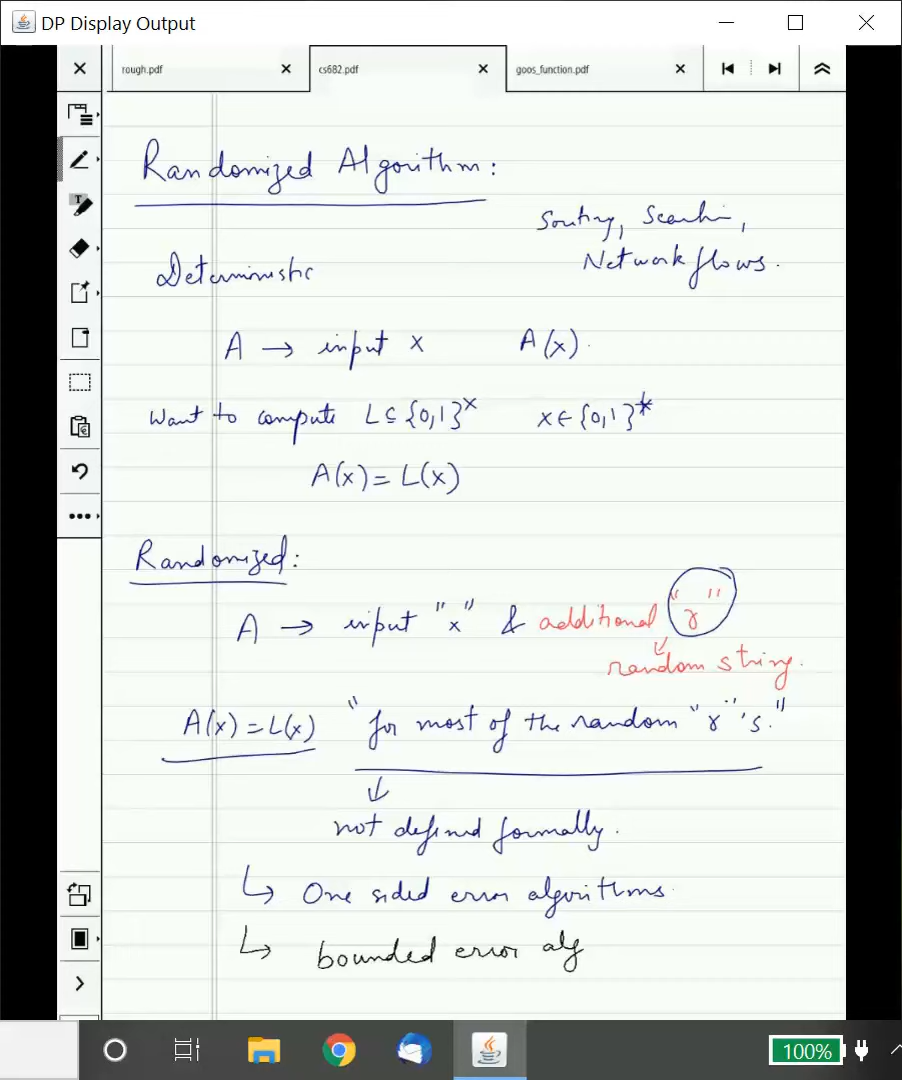 DP Display Output
rough.pdf
cs682.pdf
goos_function.pdf
Randomized Algorithm:
Sorting, Searchin,
Network flows.
Deterministic
A → input x A(x).
Want to compute L ⊆ {0,1}* x ∈ {0,1}*
A(x) = L(x)
Randomized:
A → input "x" & additional "r"
random string.
A(x) = L(x) "for most of the random "r"'s."
not defined formally.
↳ One sided error algorithms.
↳ bounded error alg
100%